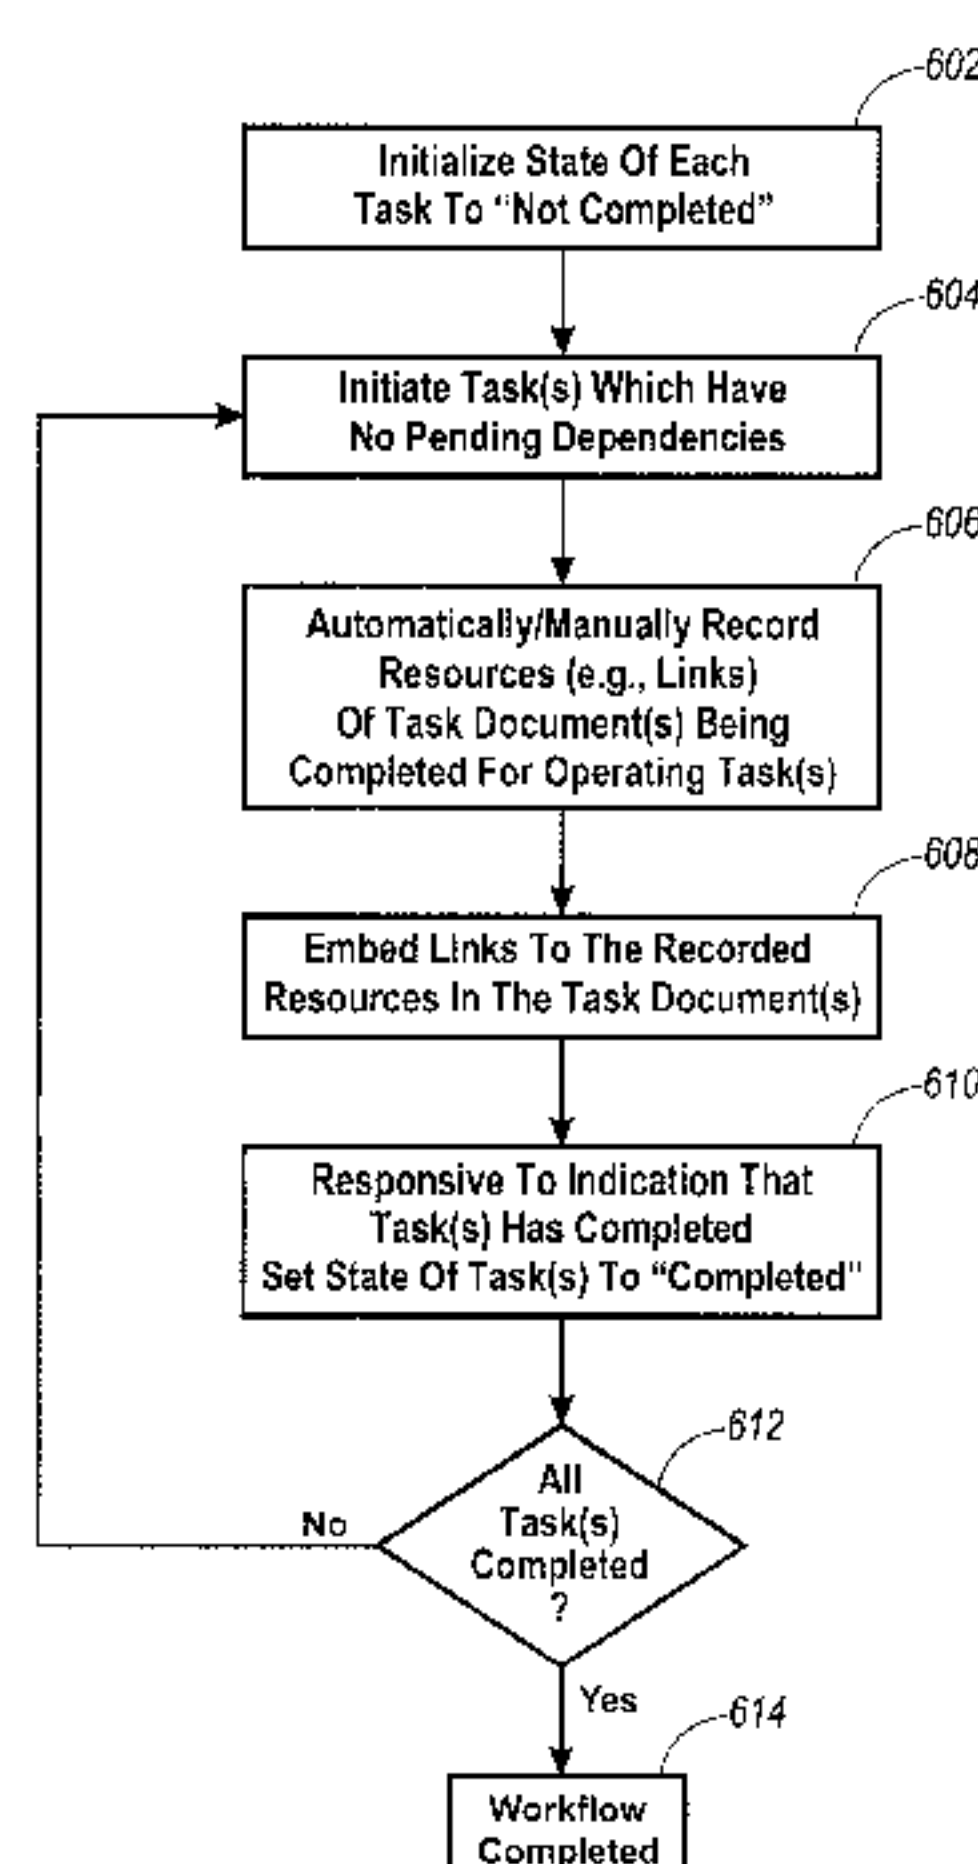 602
Initialize State Of Each
Task To “Not Completed”
604
Initiate Task(s) Which Have
No Pending Dependencies
606
Automatically/Manually Record
Resources (e.g., Links)
Of Task Document(s) Being
Completed For Operating Task(s)
608
Embed Links To The Recorded
Resources In The Task Document(s)
610
Responsive To Indication That
Task(s) Has Completed
Set State Of Task(s) To “Completed”
612
All
Task(s)
Completed
?
No
Yes
614
Workflow
Completed